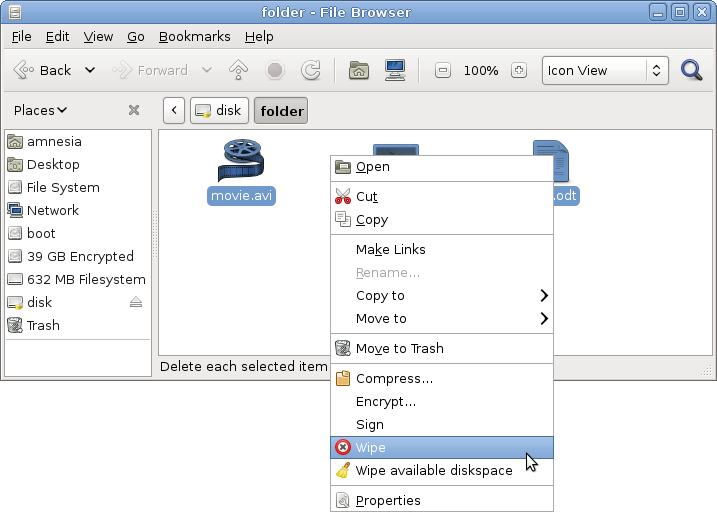 folder - File Browser
File Edit View Go Bookmarks Help
Back Forward 100% Icon View
Places disk folder
amnesia
Desktop
File System
Network
boot
39 GB Encrypted
632 MB Filesystem
disk
Trash
movie.avi
.odt
Delete each selected item
Open
Cut
Copy
Make Links
Rename...
Copy to
Move to
Move to Trash
Compress...
Encrypt...
Sign
Wipe
Wipe available diskspace
Properties